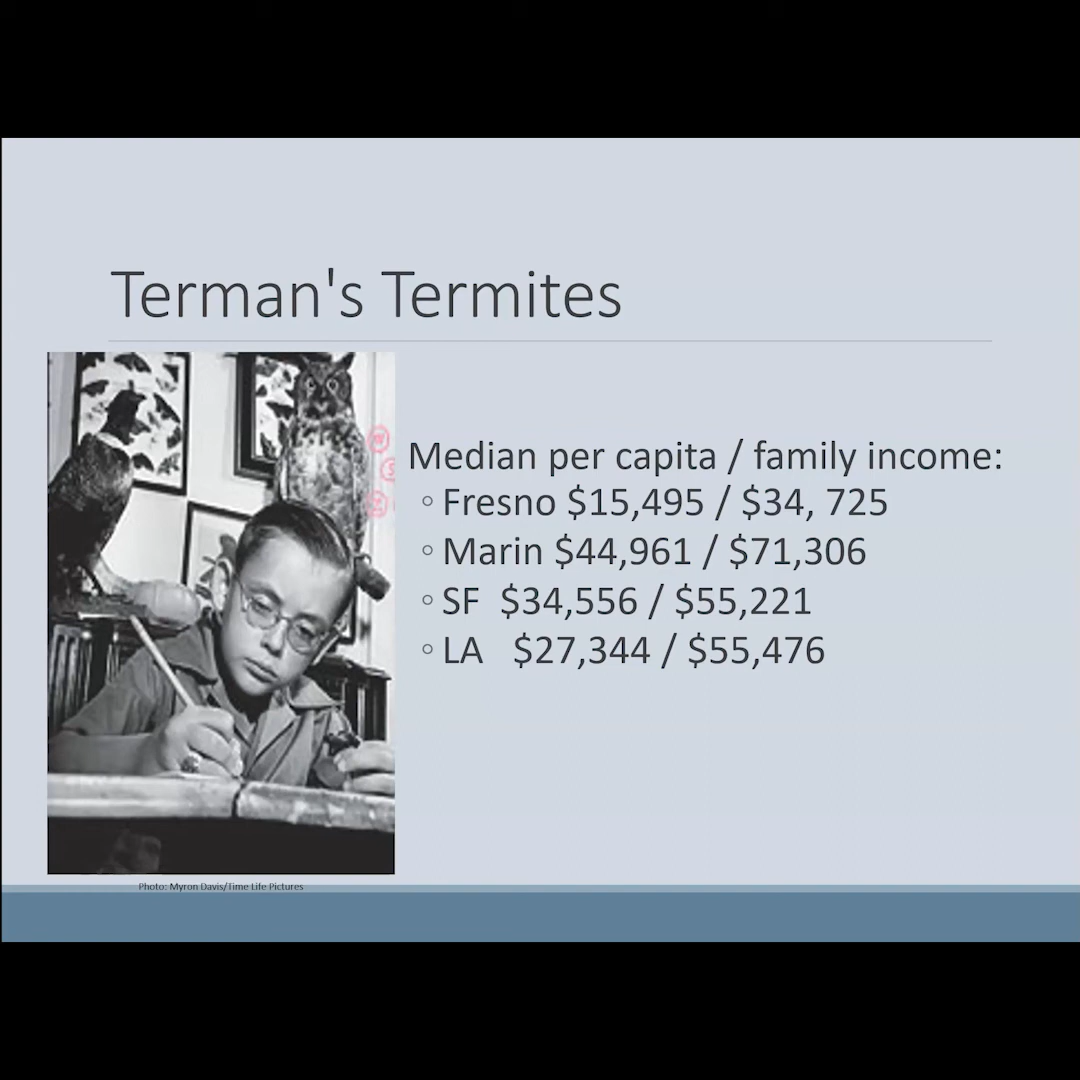 Terman's Termites
Median per capita / family income:
◦ Fresno $15,495 / $34, 725
◦ Marin $44,961 / $71,306
◦ SF $34,556 / $55,221
◦ LA $27,344 / $55,476
Photo: Myron Davis/Time Life Pictures